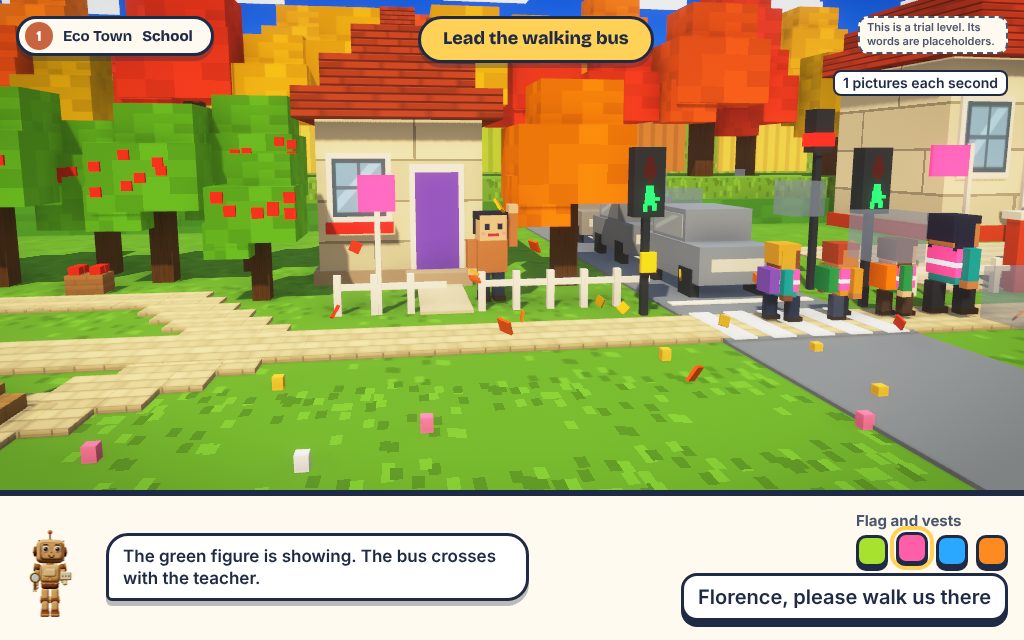 1 Eco Town School
Lead the walking bus
This is a trial level. Its
words are placeholders.
1 pictures each second
The green figure is showing. The bus crosses
with the teacher.
Flag and vests
Florence, please walk us there